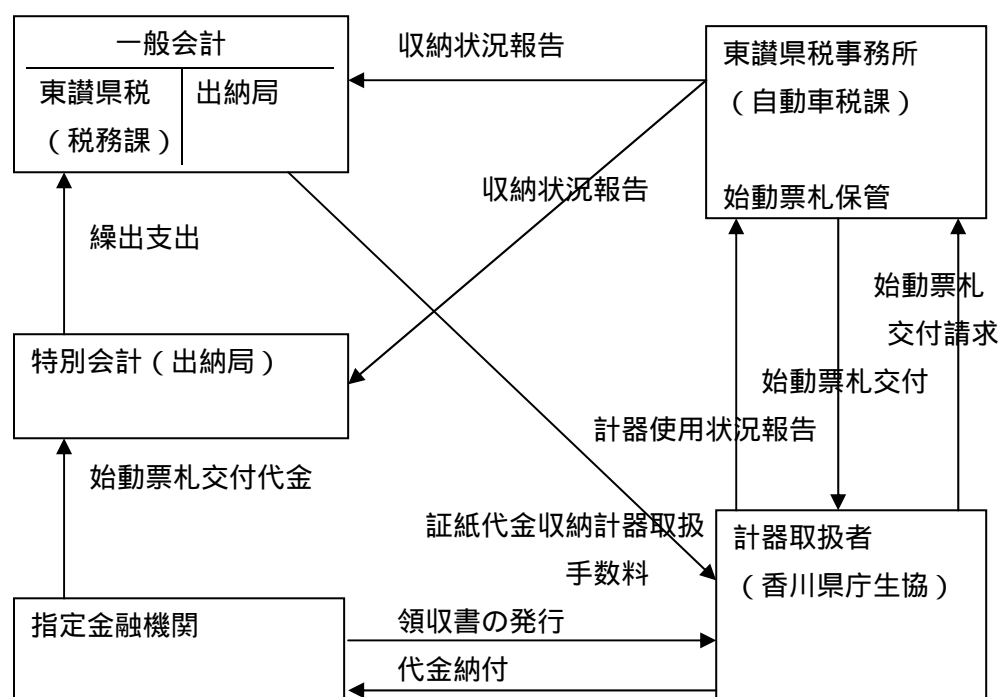 一般会計
東讃県税
（税務課）
出納局
収納状況報告
東讃県税事務所
（自動車税課）
始動票札保管
収納状況報告
繰出支出
始動票札
交付請求
特別会計（出納局）
始動票札交付
計器使用状況報告
始動票札交付代金
証紙代金収納計器取扱
手数料
計器取扱者
（香川県庁生協）
指定金融機関
領収書の発行
代金納付